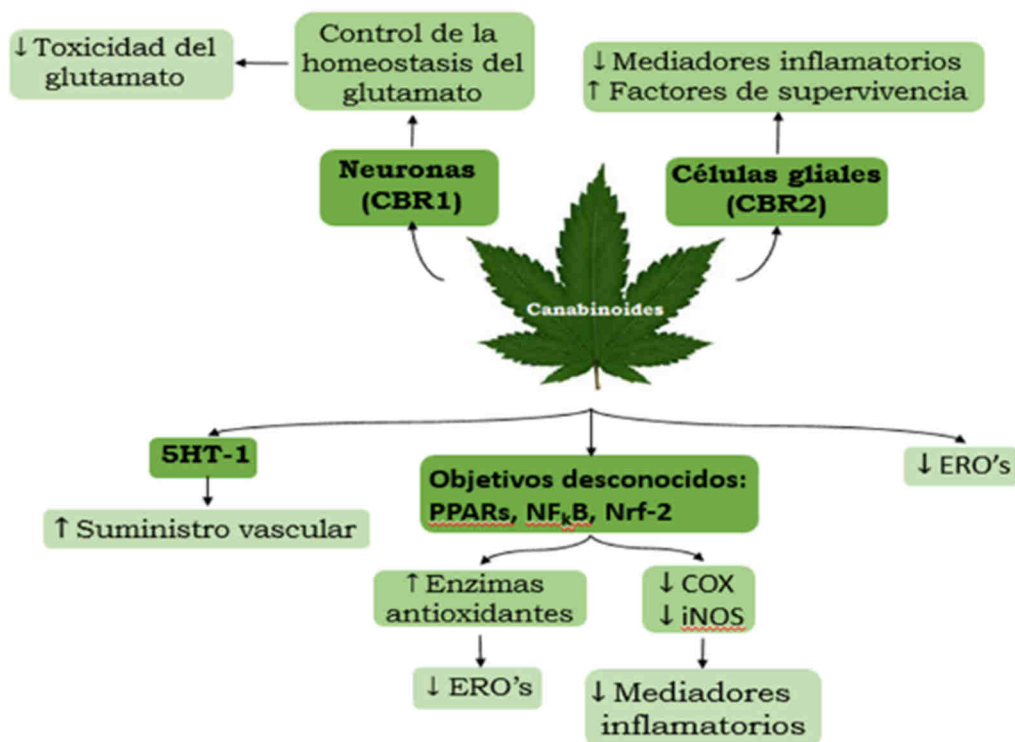 ↓ Toxicidad del
glutamato
Control de la
homeostasis del
glutamato
↓ Mediadores inflamatorios
↑ Factores de supervivencia
Neuronas
(CBR1)
Células gliales
(CBR2)
Canabinoides
5HT-1
↑ Suministro vascular
Objetivos desconocidos:
PPARs, NFkB, Nrf-2
↓ ERO’s
↑ Enzimas
antioxidantes
↓ COX
↓ iNOS
↓ ERO’s
↓ Mediadores
inflamatorios